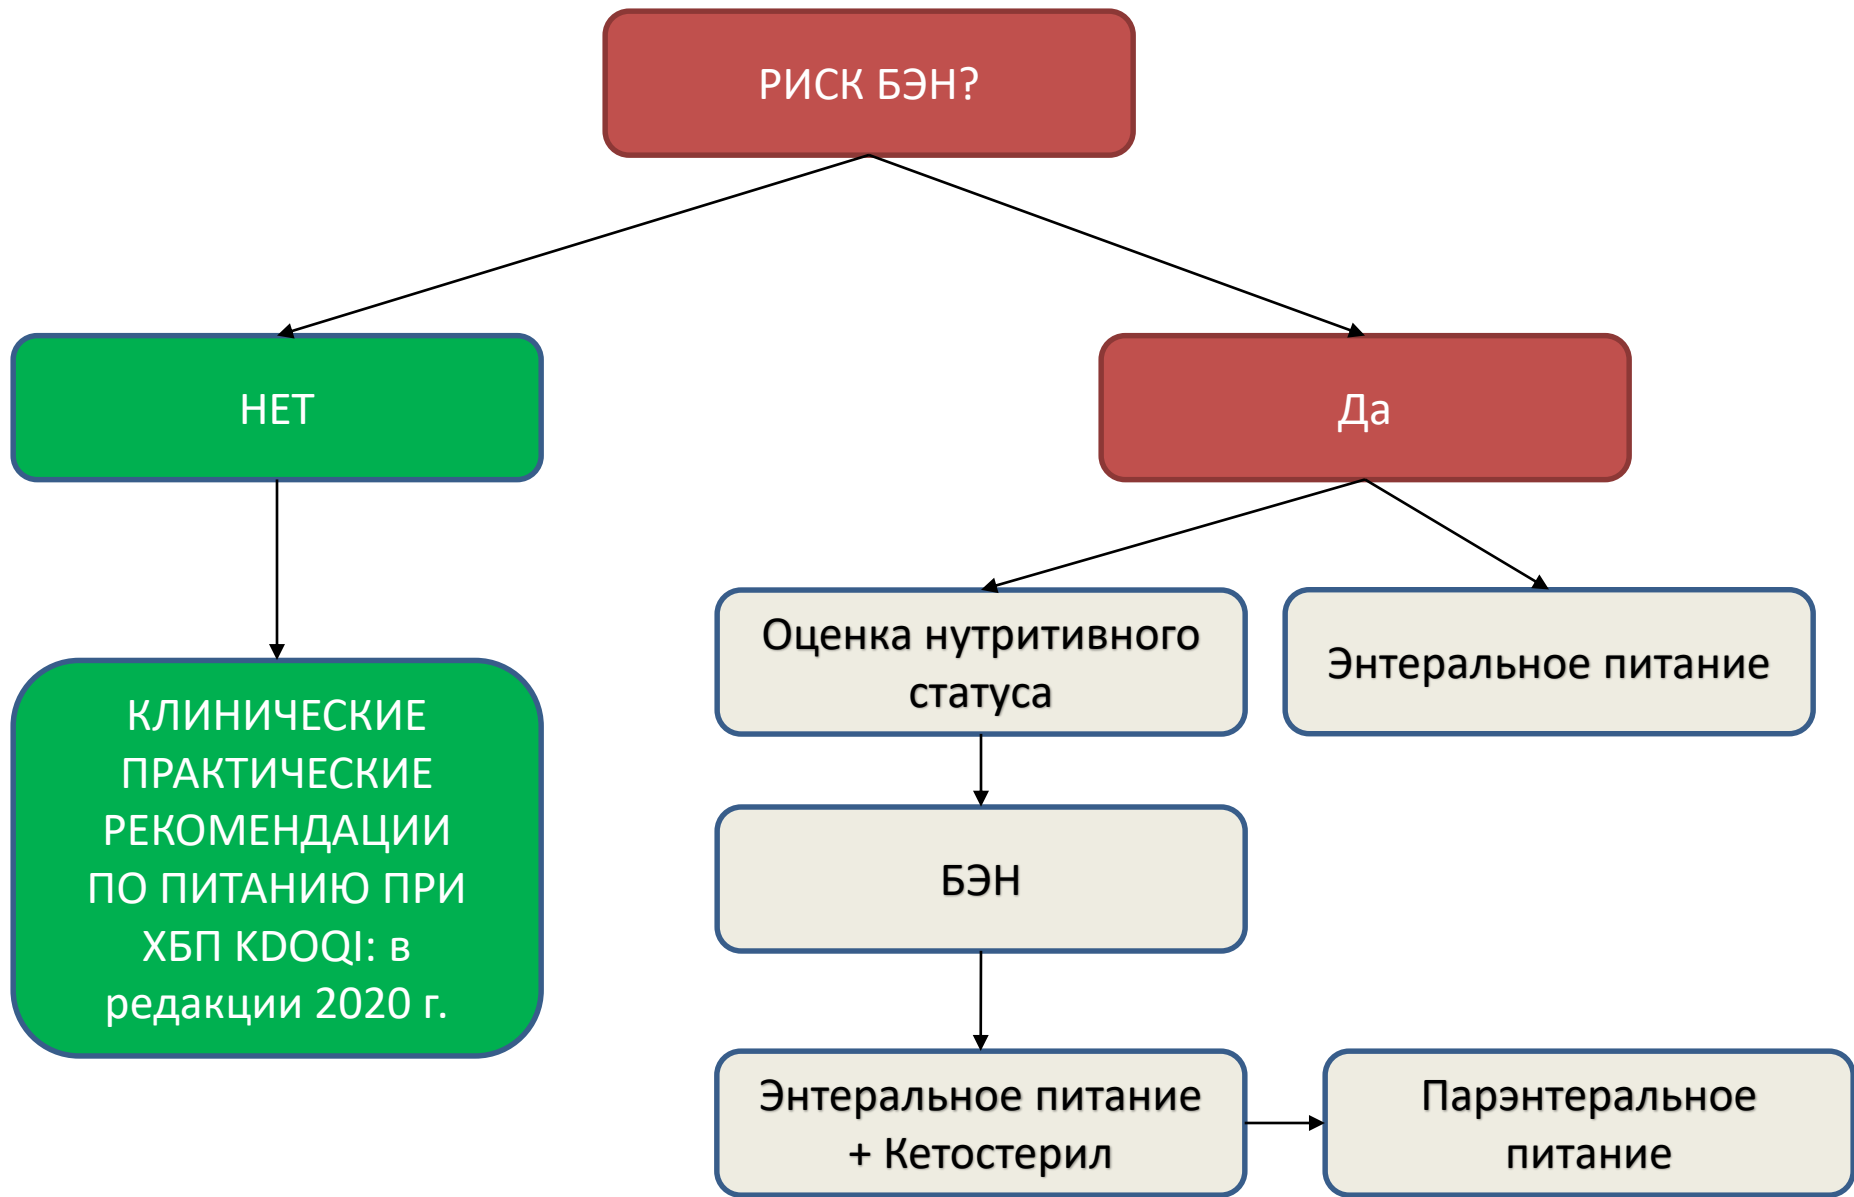 РИСК БЭН?
НЕТ
Да
Оценка нутритивного
статуса
Энтеральное питание
КЛИНИЧЕСКИЕ
ПРАКТИЧЕСКИЕ
РЕКОМЕНДАЦИИ
ПО ПИТАНИЮ ПРИ
ХБП KDOQI: в
редакции 2020 г.
БЭН
Энтеральное питание
+ Кетостерил
Парэнтеральное
питание